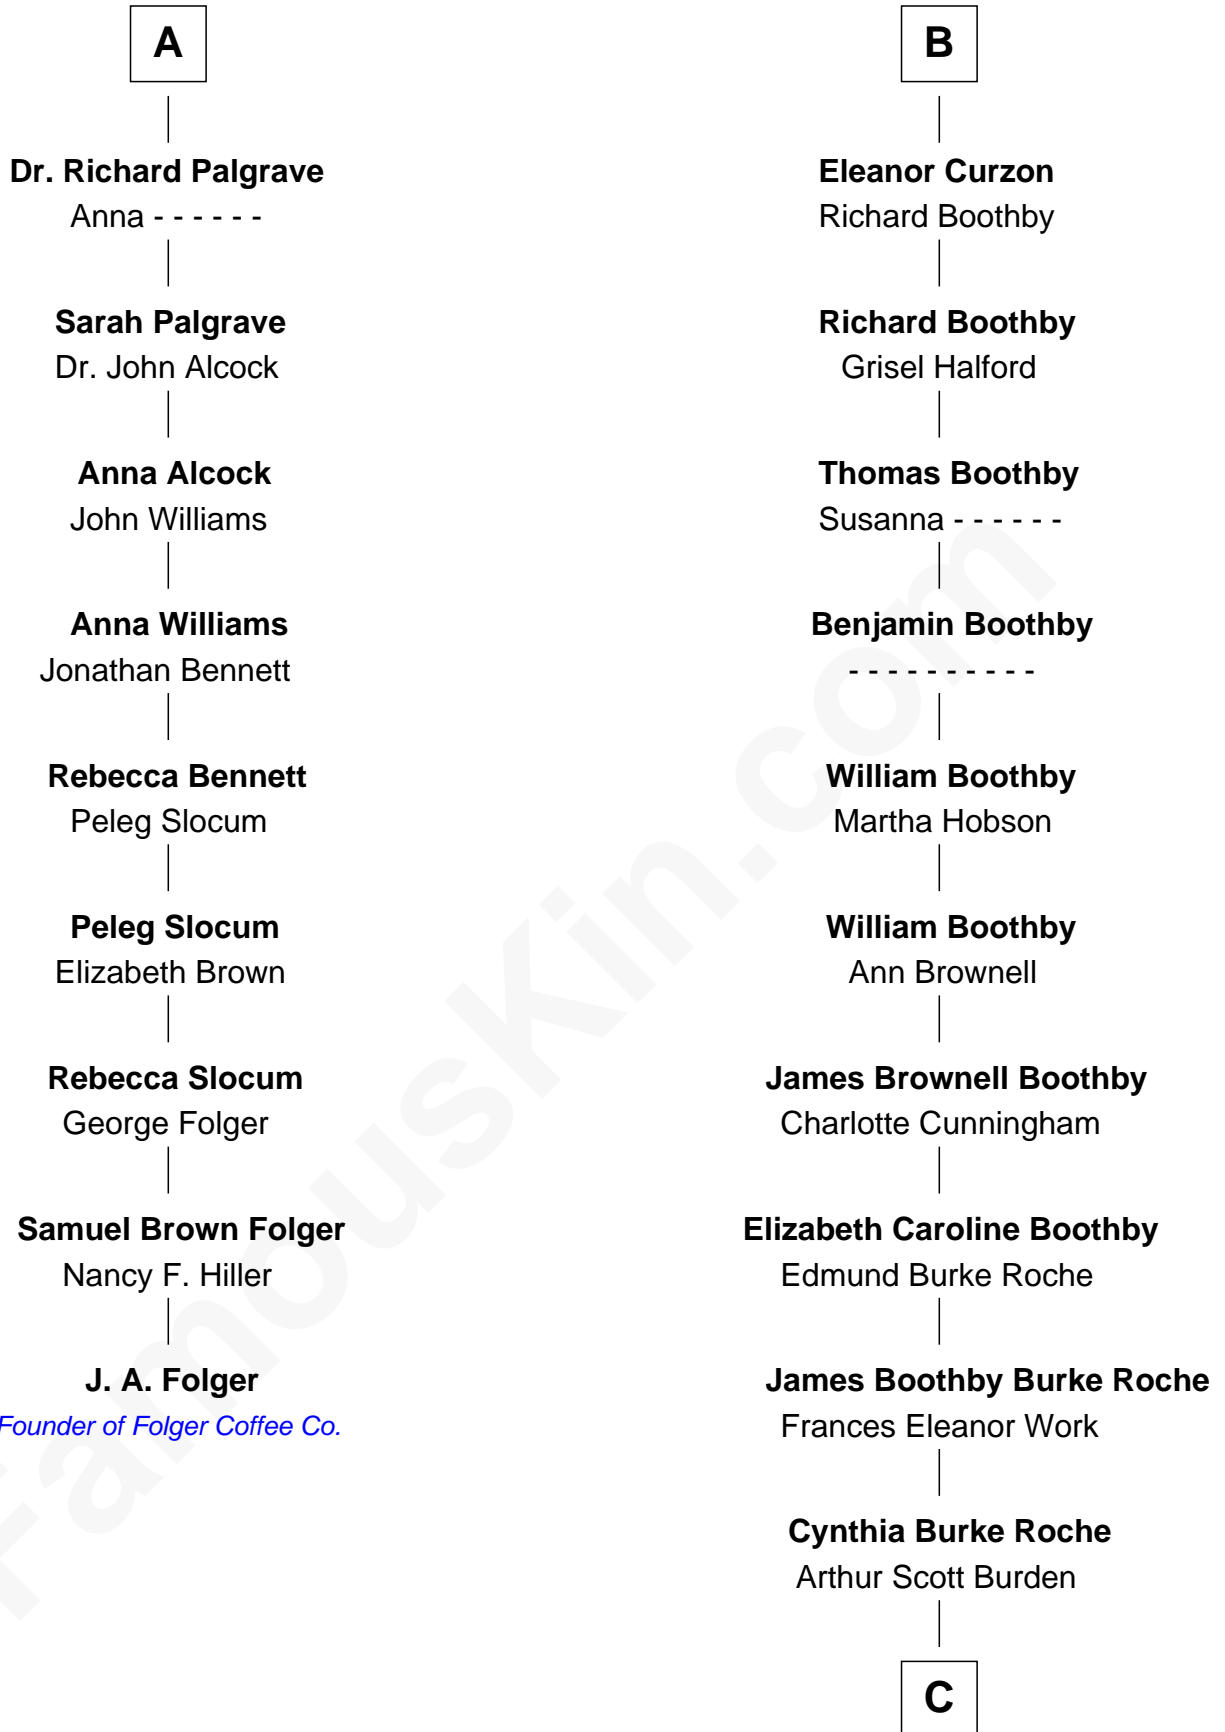 A
Dr. Richard Palgrave
Anna - - - - - -
Sarah Palgrave
Dr. John Alcock
Anna Alcock
John Williams
Anna Williams
Jonathan Bennett
Rebecca Bennett
Peleg Slocum
Peleg Slocum
Elizabeth Brown
Rebecca Slocum
George Folger
Samuel Brown Folger
Nancy F. Hiller
J. A. Folger
Founder of Folger Coffee Co.
B
Eleanor Curzon
Richard Boothby
Richard Boothby
Grisel Halford
Thomas Boothby
Susanna - - - - - -
Benjamin Boothby
- - - - - - - - - -
William Boothby
Martha Hobson
William Boothby
Ann Brownell
James Brownell Boothby
Charlotte Cunningham
Elizabeth Caroline Boothby
Edmund Burke Roche
James Boothby Burke Roche
Frances Eleanor Work
Cynthia Burke Roche
Arthur Scott Burden
C
FamousKin.com